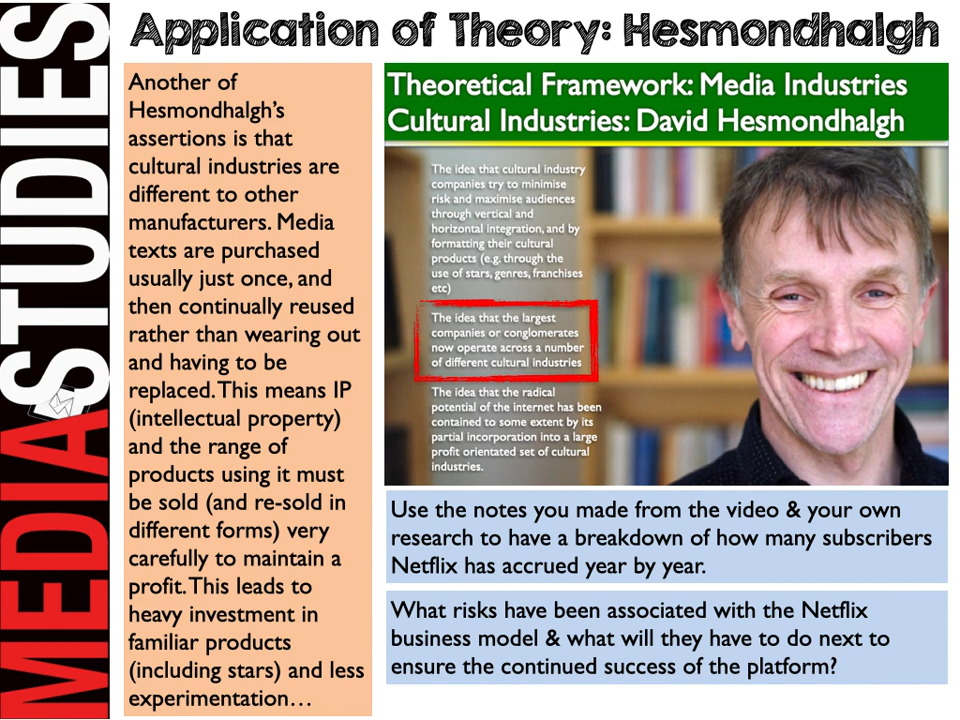 MEDIA STUDIES
Application of Theory: Hesmondhalgh
Another of
Hesmondhalgh's
assertions is that
cultural industries are
different to other
manufacturers. Media
texts are purchased
usually just once, and
then continually reused
rather than wearing out
and having to be
replaced. This means IP
(intellectual property)
and the range of
products using it must
be sold (and re-sold in
different forms) very
carefully to maintain a
profit. This leads to
heavy investment in
familiar products
(including stars) and less
experimentation…
Theoretical Framework: Media Industries
Cultural Industries: David Hesmondhalgh
The idea that cultural industry
companies try to minimise
risk and maximise audiences
through vertical and
horizontal integration, and by
formatting their cultural
products (e.g. through the
use of stars, genres, franchises
etc)
The idea that the largest
companies or conglomerates
now operate across a number
of different cultural industries
The idea that the radical
potential of the internet has been
contained to some extent by its
partial incorporation into a large
profit orientated set of cultural
industries.
Use the notes you made from the video & your own
research to have a breakdown of how many subscribers
Netflix has accrued year by year.
What risks have been associated with the Netflix
business model & what will they have to do next to
ensure the continued success of the platform?